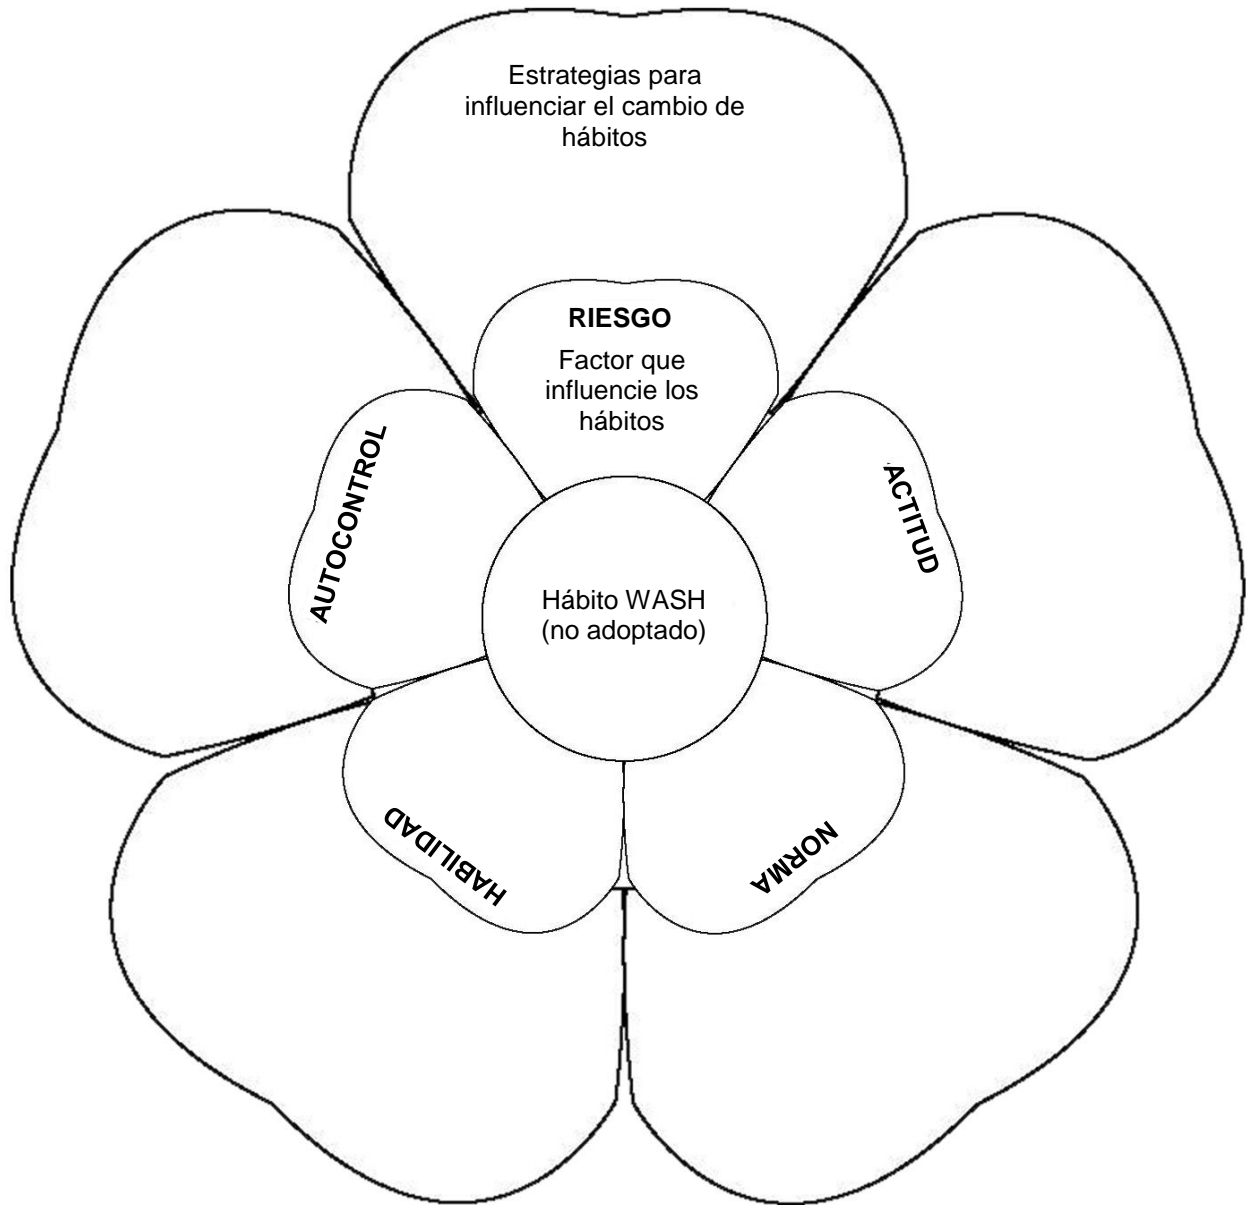 Estrategias para
influenciar el cambio de
hábitos
RIESGO
Factor que
influencie los
hábitos
AUTOCONTROL
ACTITUD
Hábito WASH
(no adoptado)
HABILIDAD
NORMA